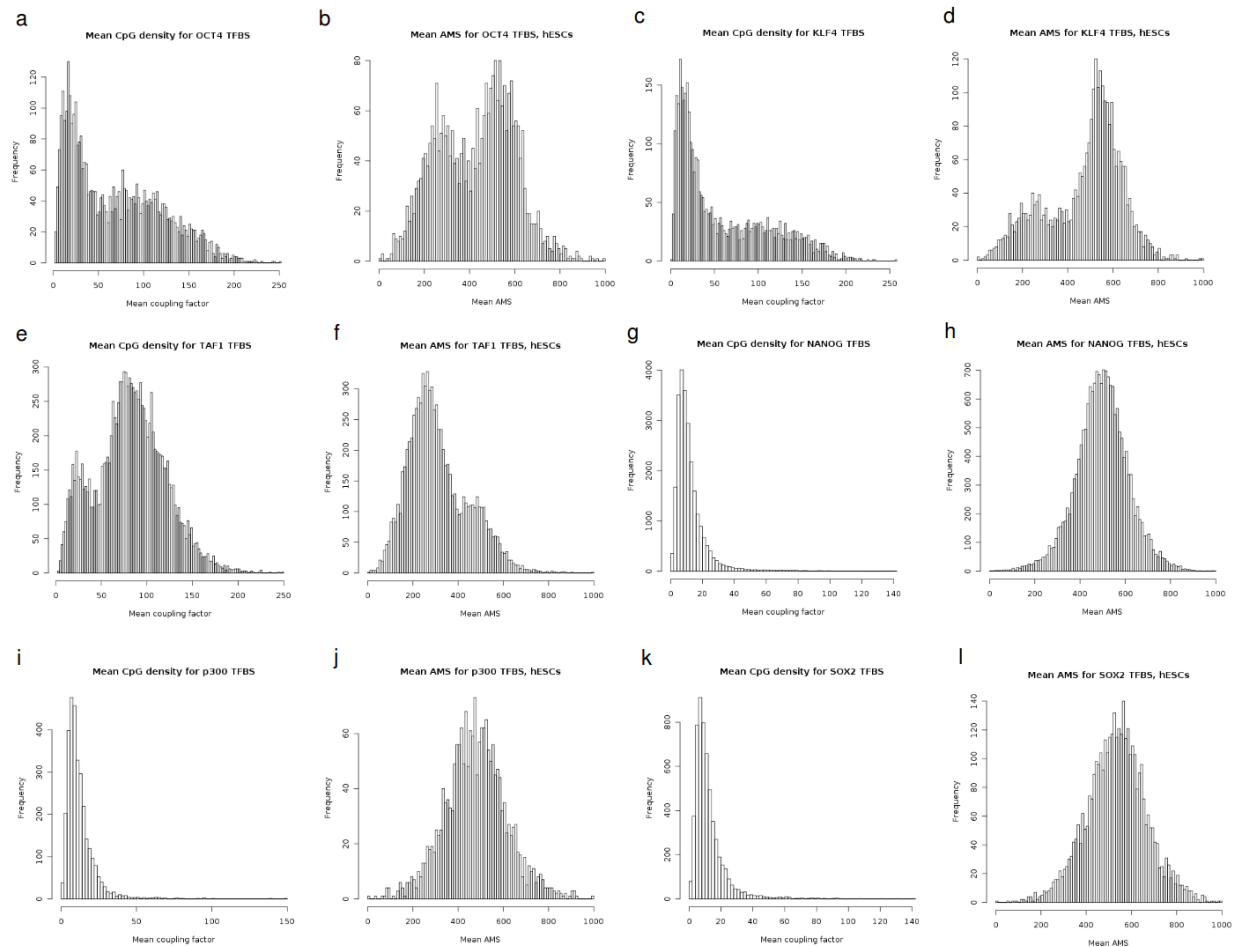 a
Mean CpG density for OCT4 TFBS
Frequency
0 20 40 60 80 100 120
0 50 100 150 200 250
Mean coupling factor
b
Mean AMS for OCT4 TFBS, hESCs
Frequency
0 20 40 60 80
0 200 400 600 800 1000
Mean AMS
c
Mean CpG density for KLF4 TFBS
Frequency
0 50 100 150
0 50 100 150 200 250
Mean coupling factor
d
Mean AMS for KLF4 TFBS, hESCs
Frequency
0 20 40 60 80 100 120
0 200 400 600 800 1000
Mean AMS
e
Mean CpG density for TAF1 TFBS
Frequency
0 50 100 150 200 250 300
0 50 100 150 200 250
Mean coupling factor
f
Mean AMS for TAF1 TFBS, hESCs
Frequency
0 50 100 150 200 250 300
0 200 400 600 800 1000
Mean AMS
g
Mean CpG density for NANOG TFBS
Frequency
0 1000 2000 3000 4000
0 20 40 60 80 100 120 140
Mean coupling factor
h
Mean AMS for NANOG TFBS, hESCs
Frequency
0 100 200 300 400 500 600 700
0 200 400 600 800 1000
Mean AMS
i
Mean CpG density for p300 TFBS
Frequency
0 100 200 300 400
0 50 100 150
Mean coupling factor
j
Mean AMS for p300 TFBS, hESCs
Frequency
0 20 40 60
0 200 400 600 800 1000
Mean AMS
k
Mean CpG density for SOX2 TFBS
Frequency
0 200 400 600 800
0 20 40 60 80 100 120 140
Mean coupling factor
l
Mean AMS for SOX2 TFBS, hESCs
Frequency
0 20 40 60 80 100 120 140
0 200 400 600 800 1000
Mean AMS